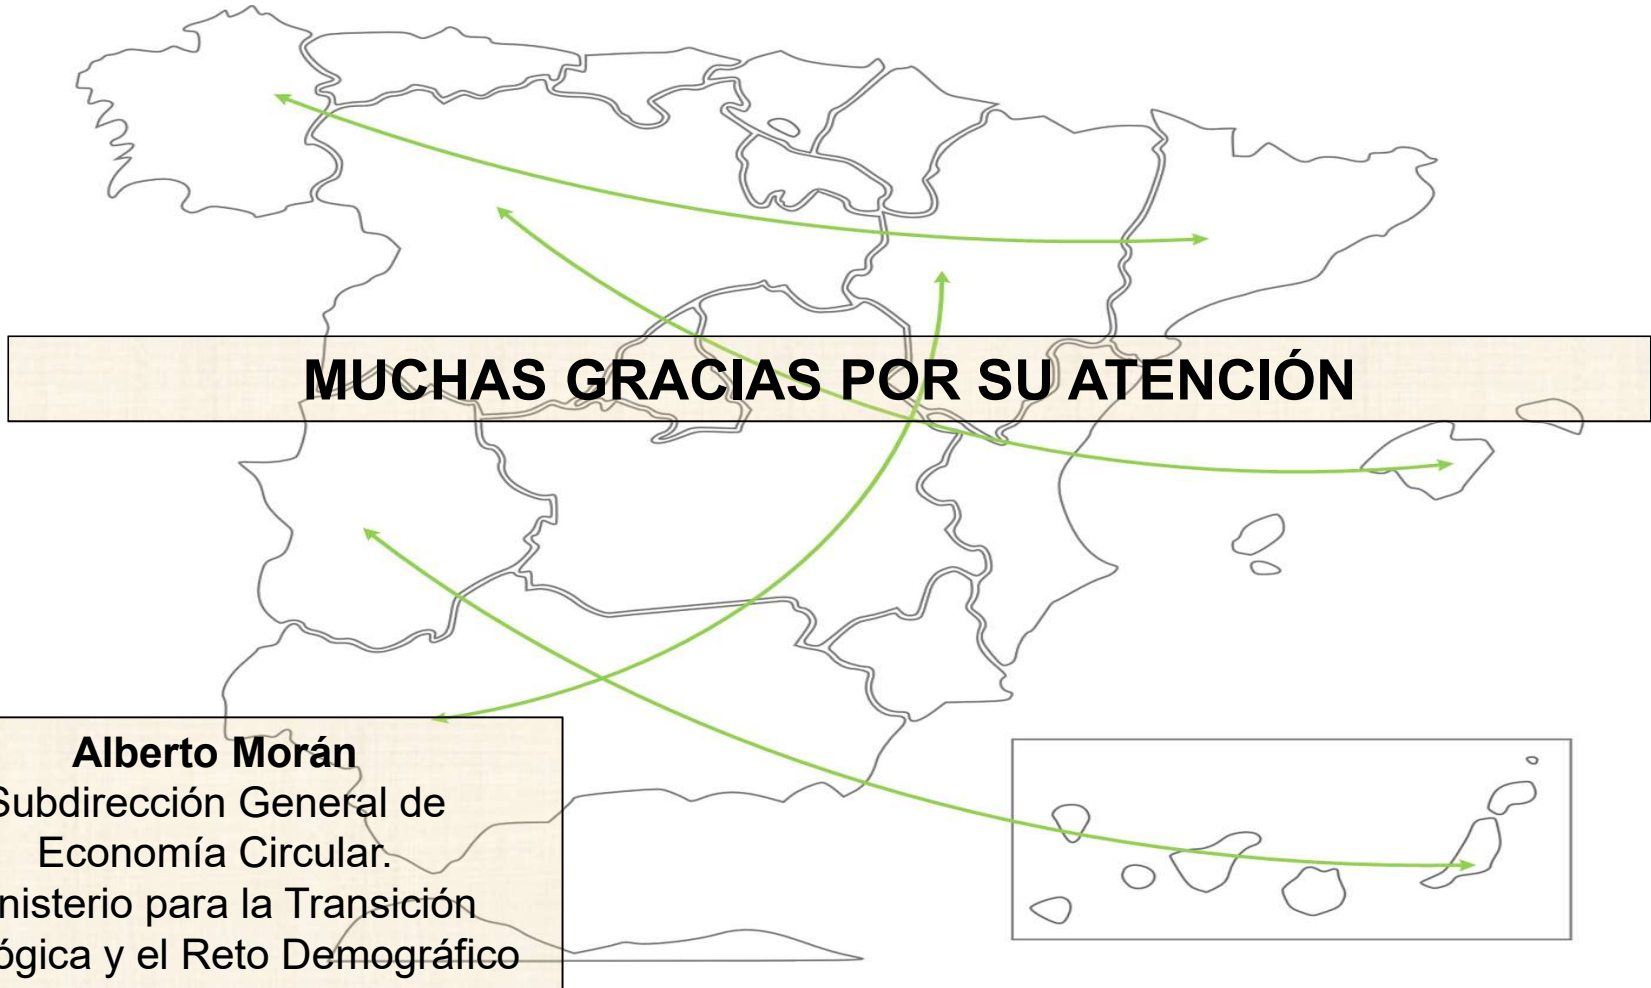 MUCHAS GRACIAS POR SU ATENCIÓN
Alberto Morán
Subdirección General de
Economía Circular.
nisterio para la Transición
ógica y el Reto Demográfico